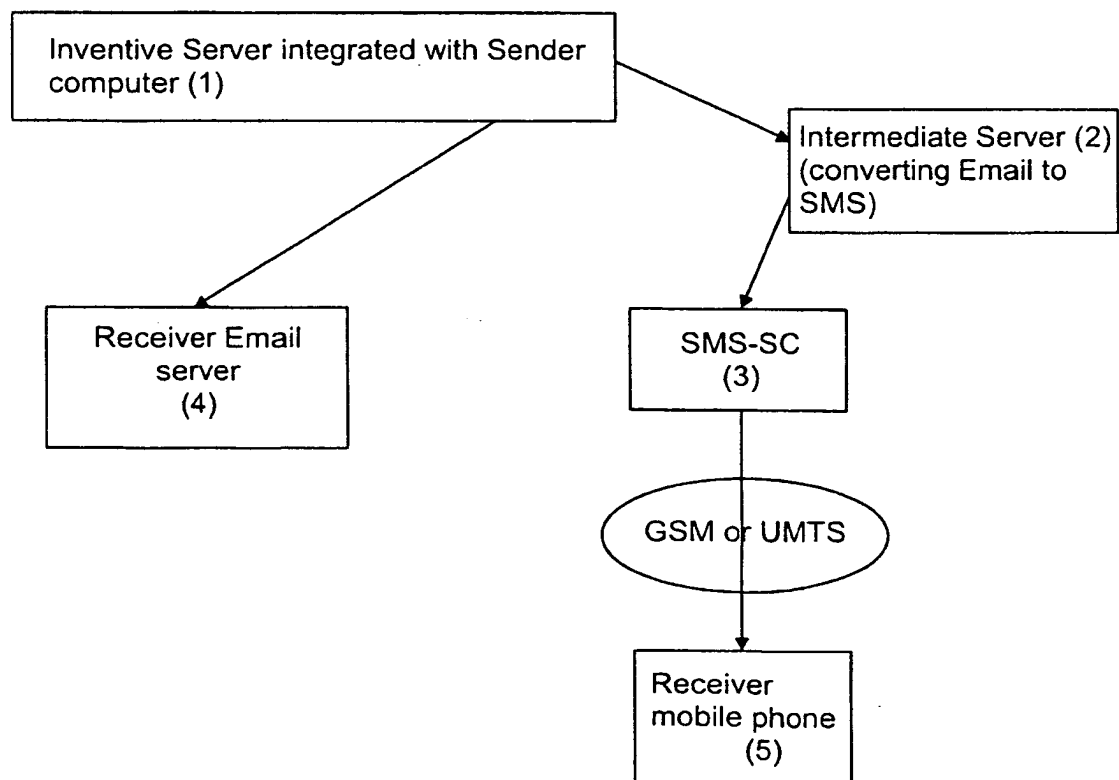 Inventive Server integrated with Sender
computer (1)
Intermediate Server (2)
(converting Email to
SMS)
Receiver Email
server
(4)
SMS-SC
(3)
GSM or UMTS
Receiver
mobile phone
(5)